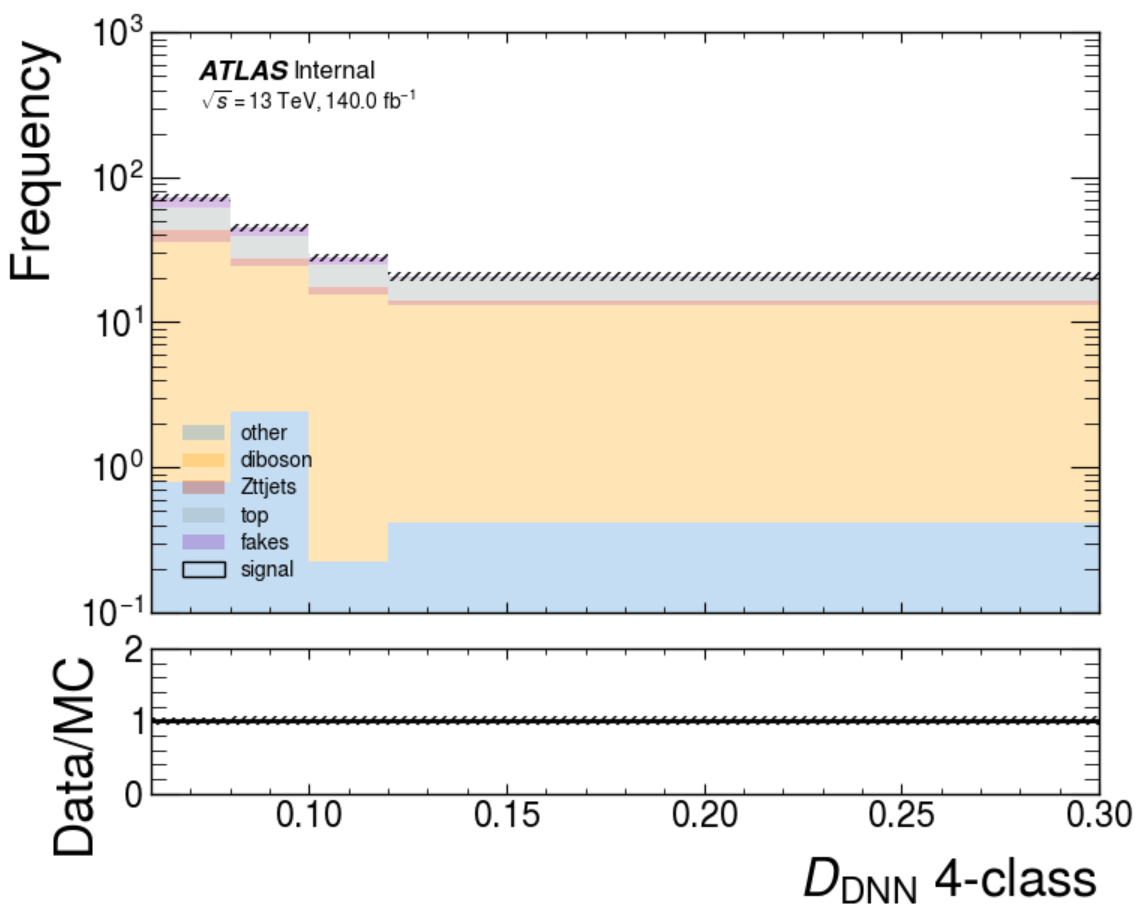 10³
ATLAS Internal
√s = 13 TeV, 140.0 fb⁻¹
Frequency
10²
10¹
10⁰
10⁻¹
other
diboson
Zttjets
top
fakes
signal
Data/MC
2
1
0
0.10 0.15 0.20 0.25 0.30
D_DNN 4-class